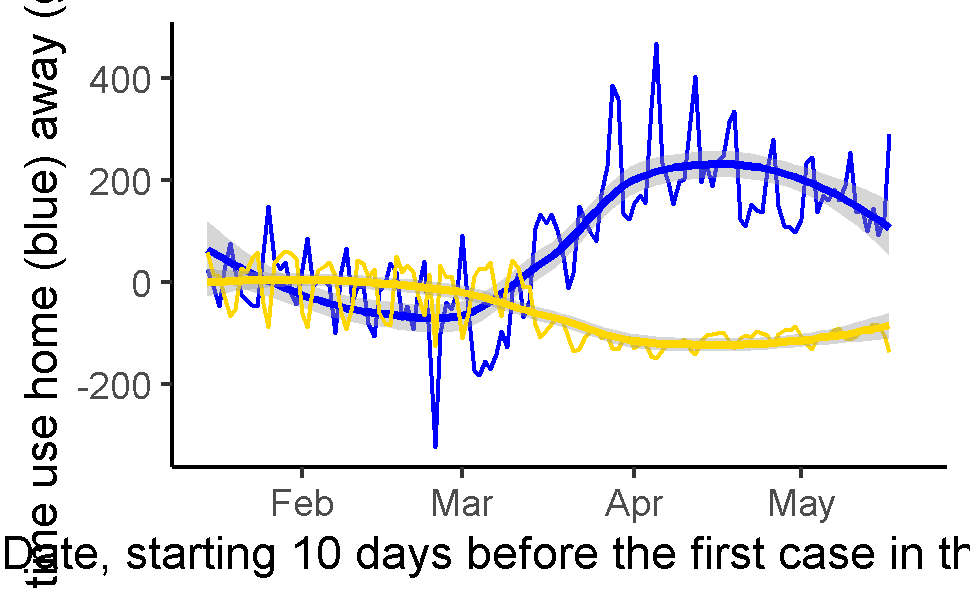 time use home (blue) away (
400
200
0
-200
Feb Mar Apr May
Date, starting 10 days before the first case in th